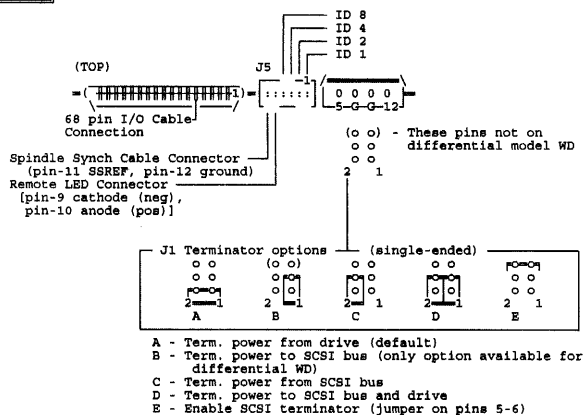 ID 8
ID 4
ID 2
ID 1
(TOP)
J5
1
1
5-G-G-12
68 pin I/O Cable
Connection
(o o) - These pins not on
o o differential model WD
o o
2 1
Spindle Synch Cable Connector
(pin-11 SSREF, pin-12 ground)
Remote LED Connector
[pin-9 cathode (neg),
pin-10 anode (pos)]
J1 Terminator options (single-ended)
2 1 2 1 2 1 2 1 2 1
A B C D E
A - Term. power from drive (default)
B - Term. power to SCSI bus (only option available for
differential WD)
C - Term. power from SCSI bus
D - Term. power to SCSI bus and drive
E - Enable SCSI terminator (jumper on pins 5-6)